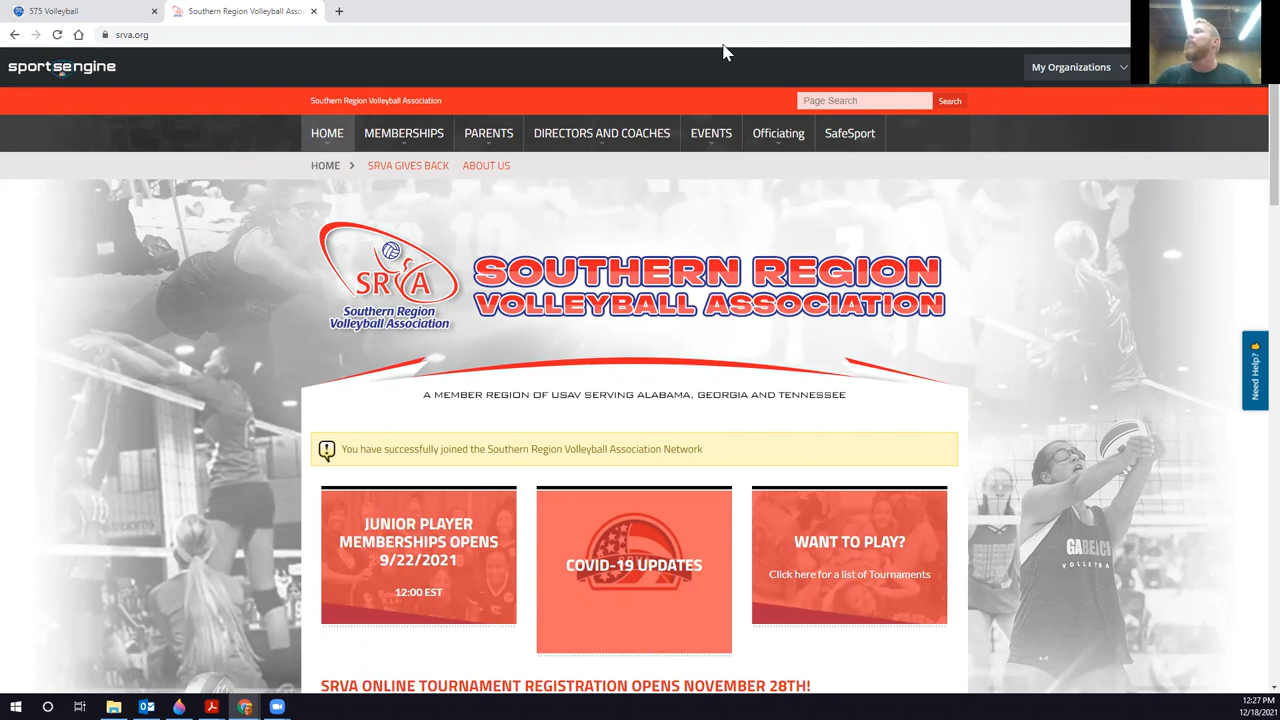 575 Volleyball
Southern Region Volleyball Asso
srva.org
sportsengine
My Organizations
Southern Region Volleyball Association
Page Search
Search
HOME
MEMBERSHIPS
PARENTS
DIRECTORS AND COACHES
EVENTS
Officiating
SafeSport
HOME
SRVA GIVES BACK
ABOUT US
SRVA
Southern Region
Volleyball Association
SOUTHERN REGION
VOLLEYBALL ASSOCIATION
A MEMBER REGION OF USAV SERVING ALABAMA, GEORGIA AND TENNESSEE
You have successfully joined the Southern Region Volleyball Association Network
JUNIOR PLAYER
MEMBERSHIPS OPENS
9/22/2021
12:00 EST
COVID-19 UPDATES
WANT TO PLAY?
Click here for a list of Tournaments
GABEACH
VOLLEYBA
Need Help?
SRVA ONLINE TOURNAMENT REGISTRATION OPENS NOVEMBER 28TH!
12:27 PM
12/18/2021